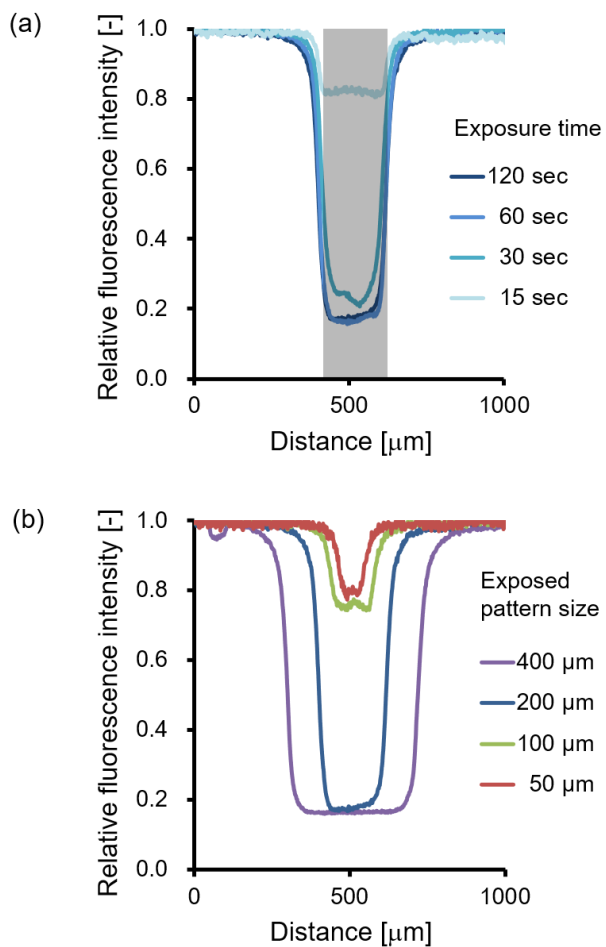 (a)
Relative fluorescence intensity [-]
1.0
0.8
0.6
0.4
0.2
0.0
0
500
1000
Distance [μm]
Exposure time
120 sec
60 sec
30 sec
15 sec
(b)
Relative fluorescence intensity [-]
1.0
0.8
0.6
0.4
0.2
0.0
0
500
1000
Distance [μm]
Exposed
pattern size
400 μm
200 μm
100 μm
50 μm